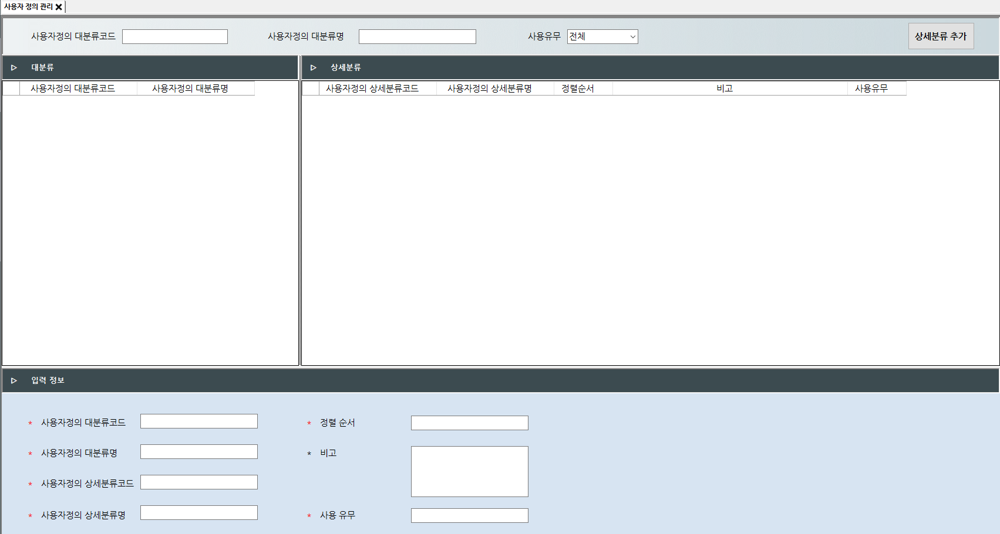 사용자 정의 관리
사용자정의 대분류코드 사용자정의 대분류명 사용유무 전체 상세분류 추가
대분류 상세분류
사용자정의 대분류코드 사용자정의 대분류명 사용자정의 상세분류코드 사용자정의 상세분류명 정렬순서 비고 사용유무
입력 정보
* 사용자정의 대분류코드 * 정렬 순서
* 사용자정의 대분류명 * 비고
* 사용자정의 상세분류코드
* 사용자정의 상세분류명 * 사용 유무